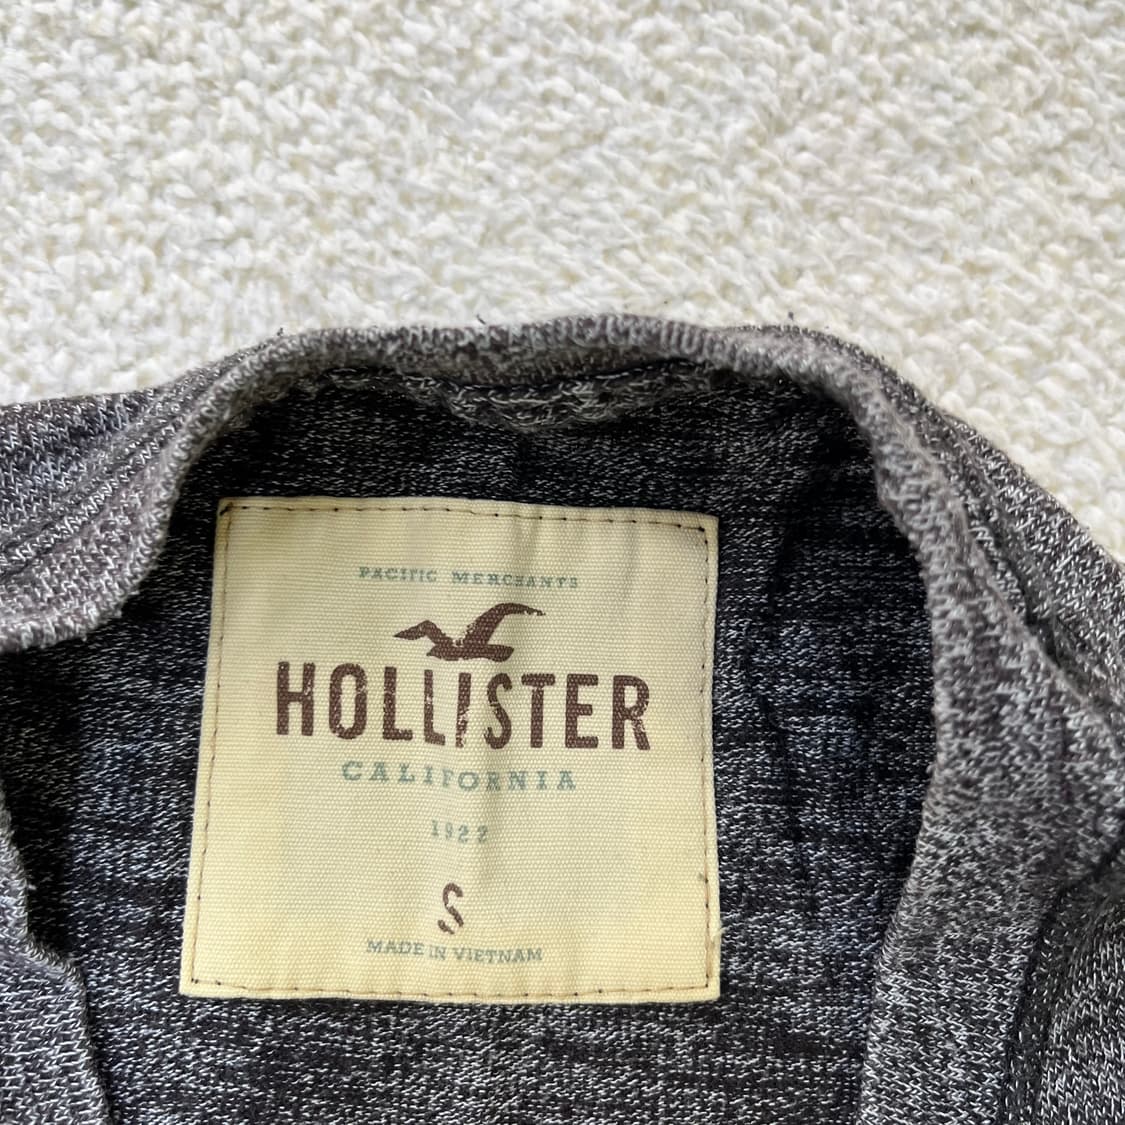 PACIFIC MERCHANTS
HOLLISTER
CALIFORNIA
1922
S
MADE IN VIETNAM